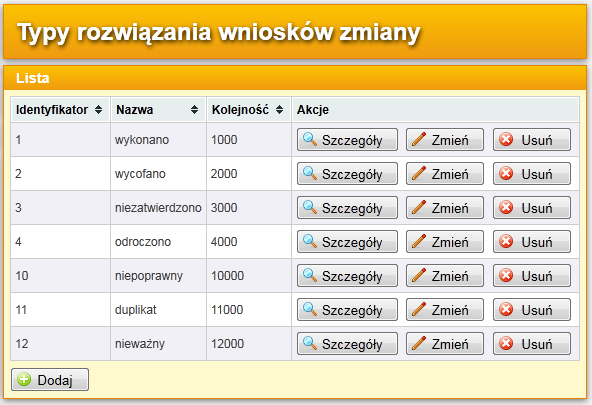 Typy rozwiązania wniosków zmiany
Lista
Identyfikator Nazwa Kolejność Akcje
1 wykonano 1000 Szczegóły Zmień Usuń
2 wycofano 2000 Szczegóły Zmień Usuń
3 niezatwierdzono 3000 Szczegóły Zmień Usuń
4 odroczono 4000 Szczegóły Zmień Usuń
10 niepoprawny 10000 Szczegóły Zmień Usuń
11 duplikat 11000 Szczegóły Zmień Usuń
12 nieważny 12000 Szczegóły Zmień Usuń
Dodaj